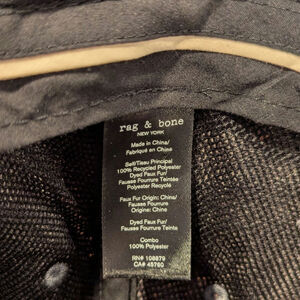 rag & bone
NEW YORK
Made in China/
Fabriqué en Chine
Self/Tissu Principal
100% Recycled Polyester
Dyed Faux Fur/
Fausse Fourrure Teintée
Polyester Recyclé
Faux Fur Origin: China/
Fausse Fourrure
Origine: Chine
Dyed Faux Fur/
Fausse Fourrure Teinte
Combo
100% Polyester
RN# 108879
CA# 45760